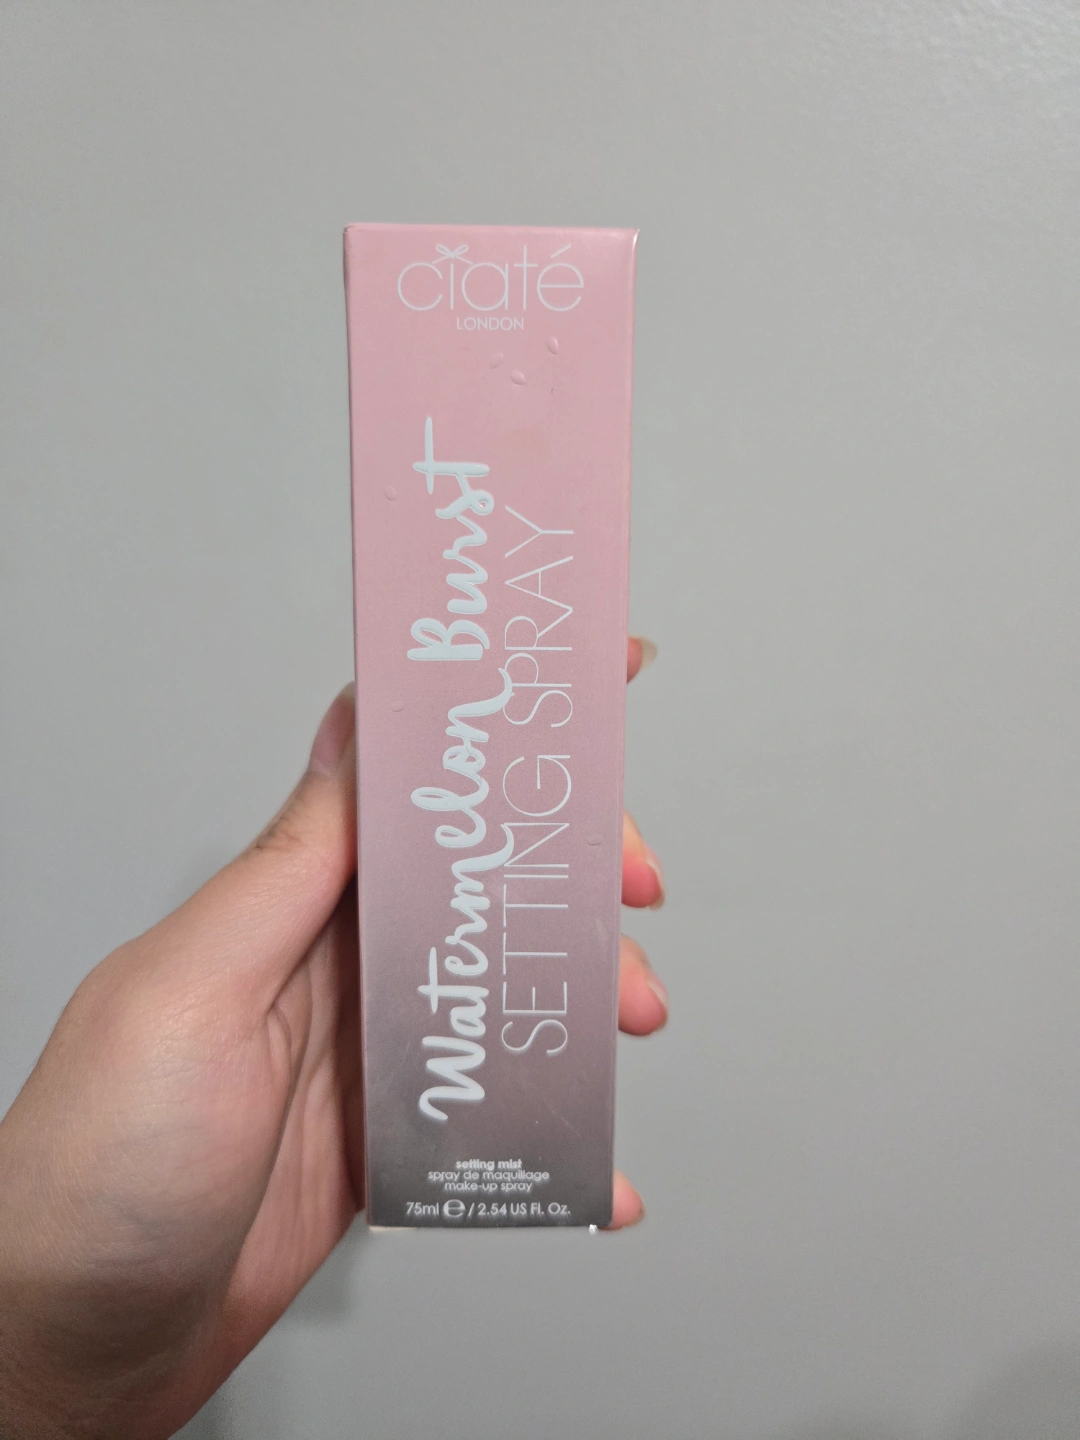 ciaté
LONDON
Watermelon Burst
SETTING SPRAY
setting mist
spray de maquillage
make-up spray
75ml ℮ / 2.54 US Fl. Oz.